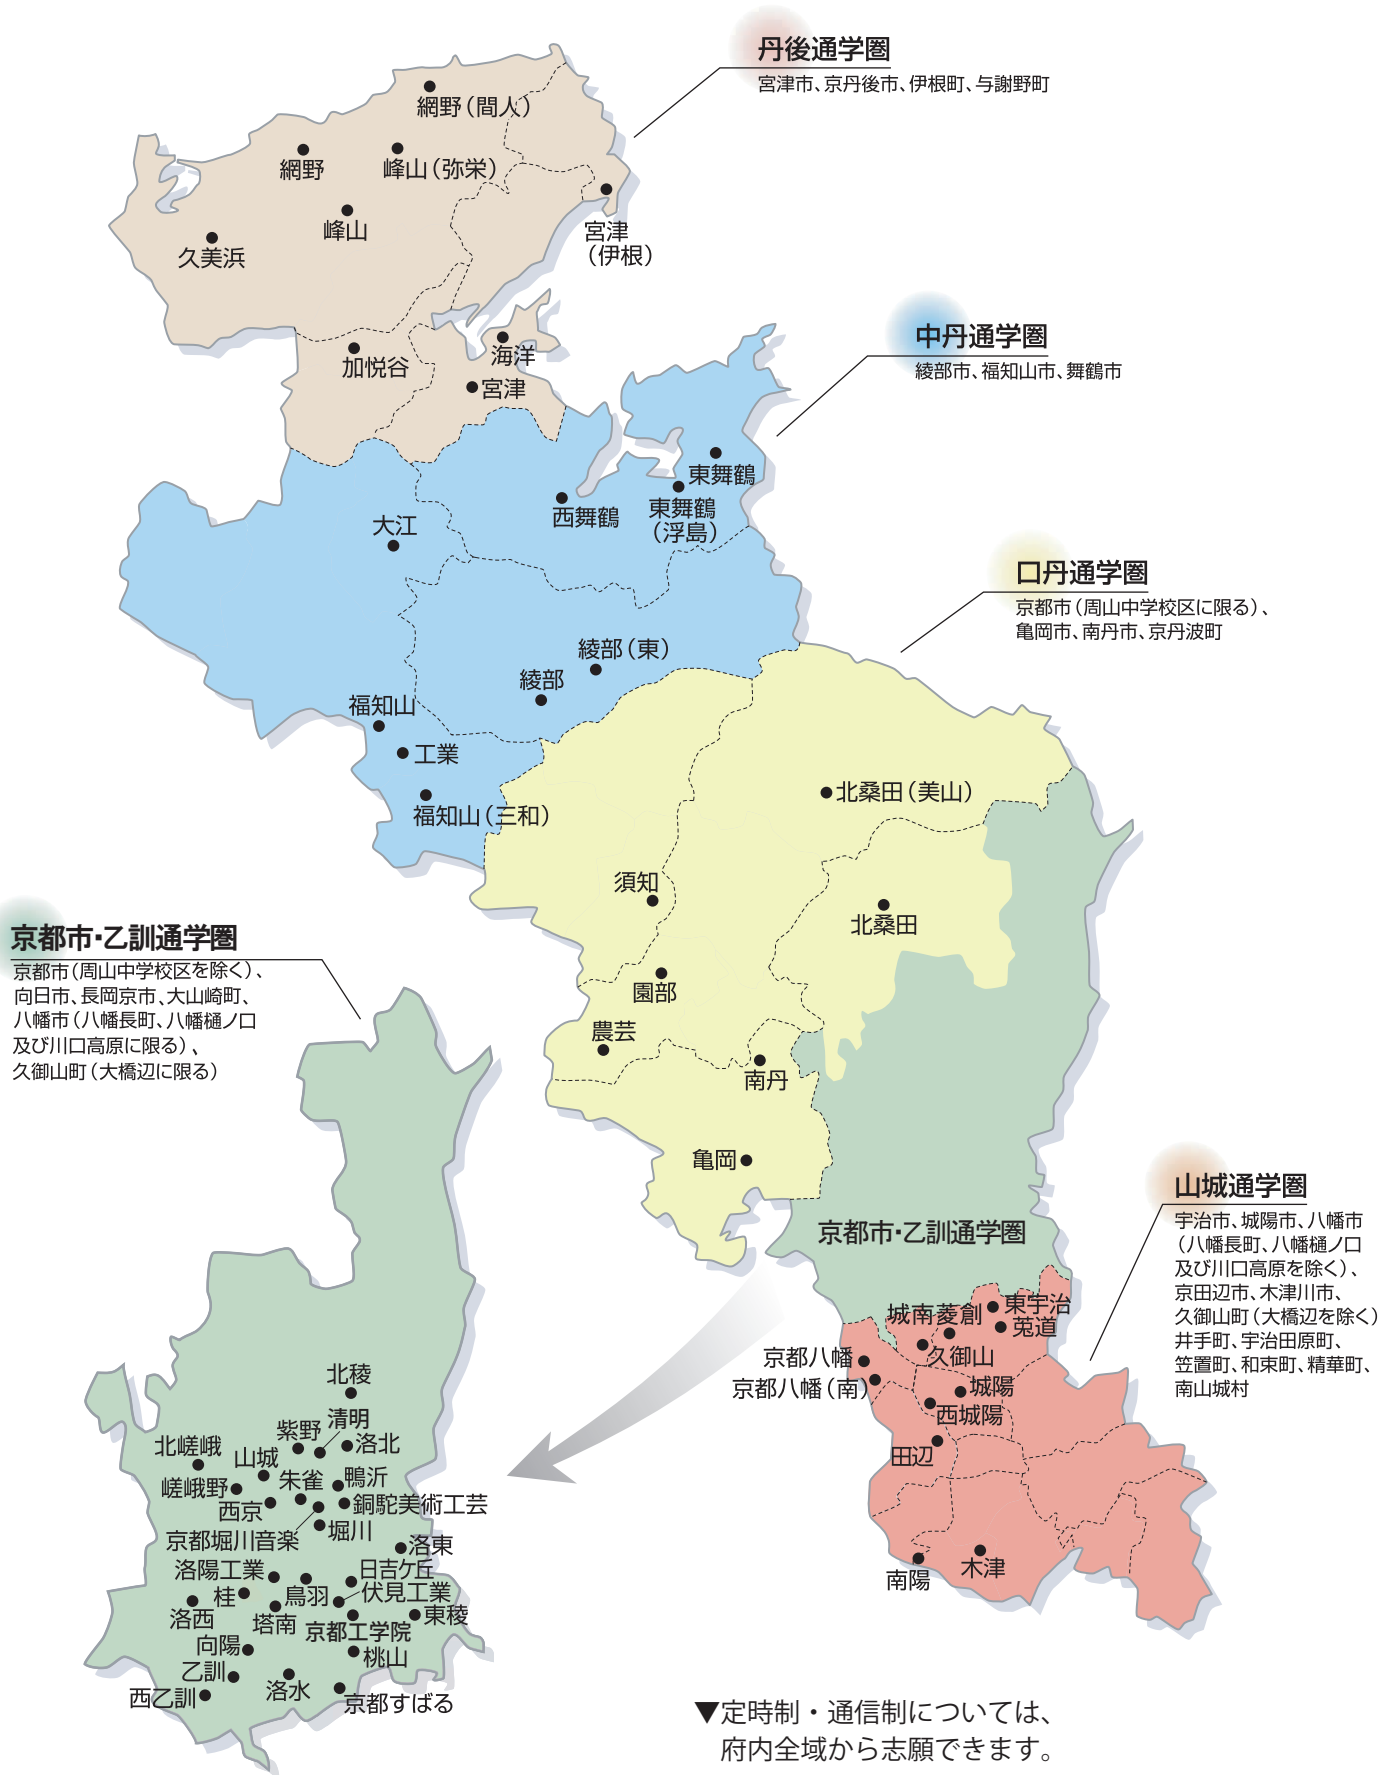 丹後通学圏
宮津市、京丹後市、伊根町、与謝野町
網野（間人）
網野
峰山（弥栄）
峰山
久美浜
宮津
（伊根）
加悦谷
海洋
宮津
中丹通学圏
綾部市、福知山市、舞鶴市
東舞鶴
東舞鶴
（浮島）
西舞鶴
大江
綾部（東）
綾部
福知山
工業
福知山（三和）
口丹通学圏
京都市（周山中学校区に限る）、
亀岡市、南丹市、京丹波町
北桑田（美山）
須知
北桑田
園部
農芸
南丹
亀岡
京都市・乙訓通学圏
京都市（周山中学校区を除く）、
向日市、長岡京市、大山崎町、
八幡市（八幡長町、八幡樋ノ口
及び川口高原に限る）、
久御山町（大橋辺に限る）
京都市・乙訓通学圏
山城通学圏
宇治市、城陽市、八幡市
（八幡長町、八幡樋ノ口
及び川口高原を除く）、
京田辺市、木津川市、
久御山町（大橋辺を除く）
井手町、宇治田原町、
笠置町、和束町、精華町、
南山城村
東宇治
城南菱創
莵道
久御山
京都八幡
京都八幡（南）
城陽
西城陽
田辺
南陽
木津
北稜
清明
紫野
洛北
北嵯峨
山城
嵯峨野
朱雀
鴨沂
西京
銅駝美術工芸
京都堀川音楽
堀川
洛東
洛陽工業
日吉ケ丘
桂
鳥羽
伏見工業
洛西
塔南
京都工学院
東稜
向陽
桃山
乙訓
西乙訓
洛水
京都すばる
▼定時制・通信制については、
府内全域から志願できます。